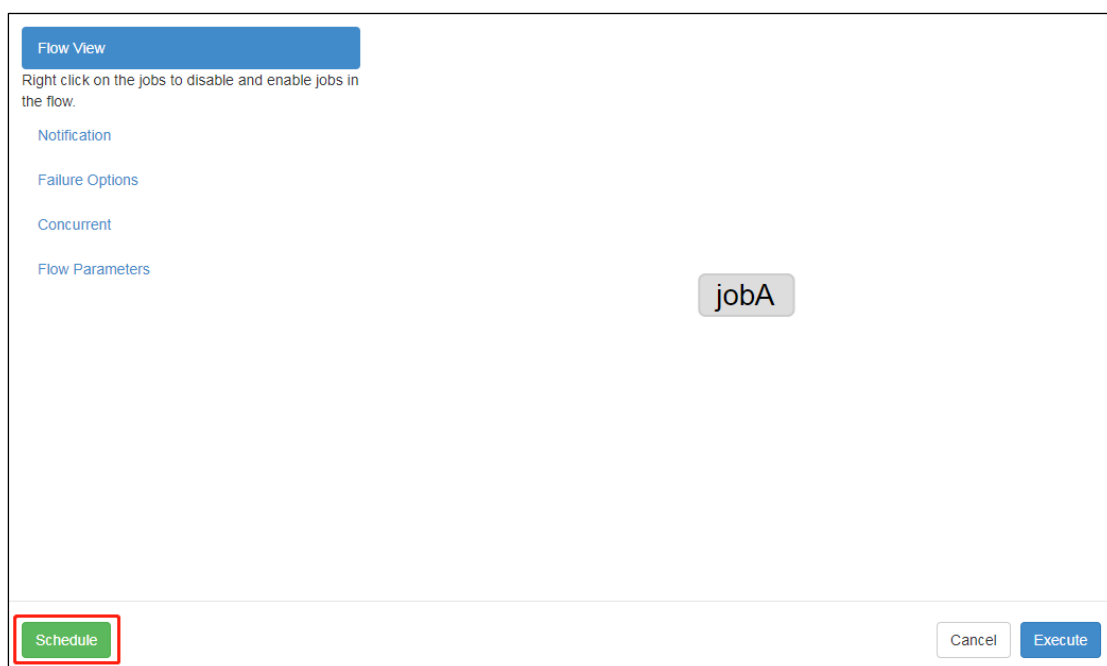 Flow View
Right click on the jobs to disable and enable jobs in
the flow.
Notification
Failure Options
Concurrent
Flow Parameters
jobA
Schedule
Cancel
Execute